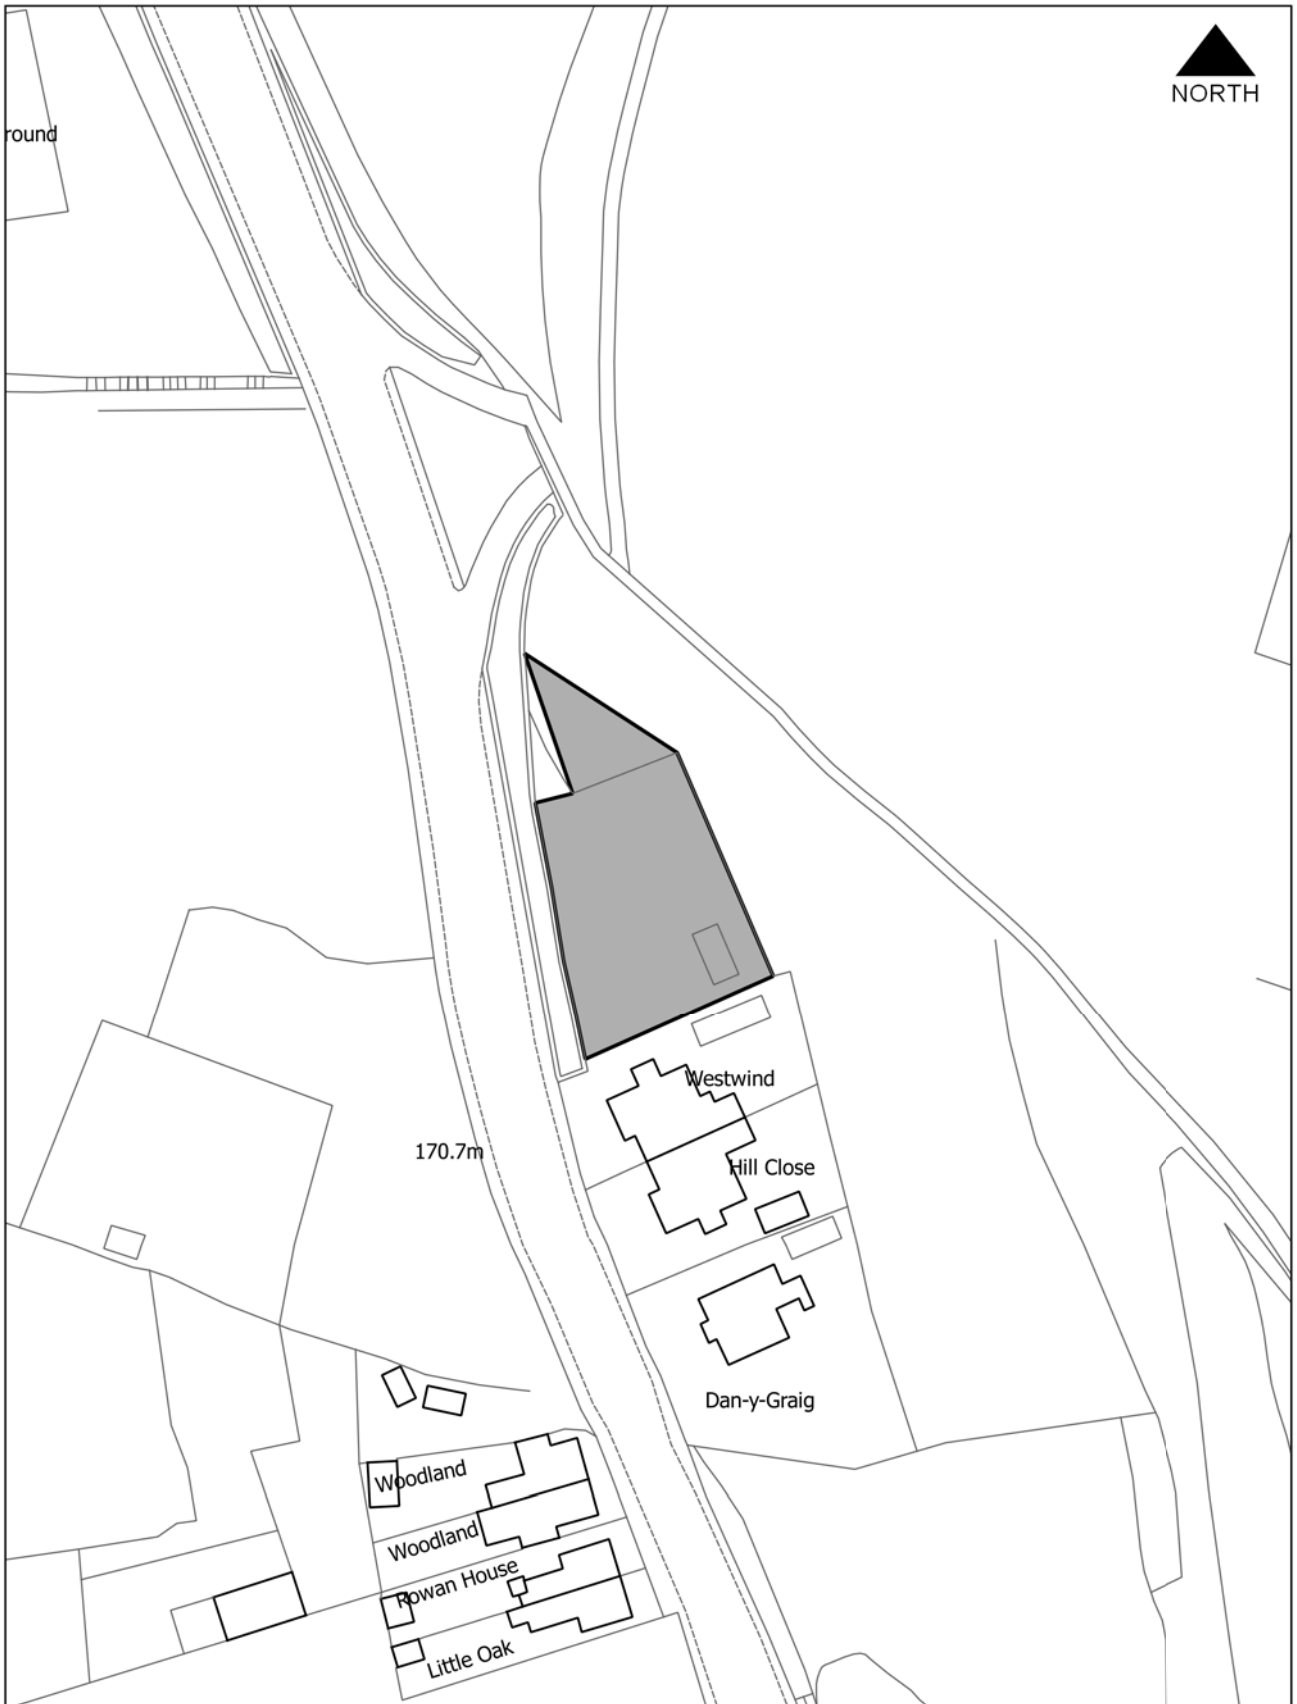 NORTH
round
Westwind
170.7m
Hill Close
Dan-y-Graig
Woodland
Woodland
Rowan House
Little Oak